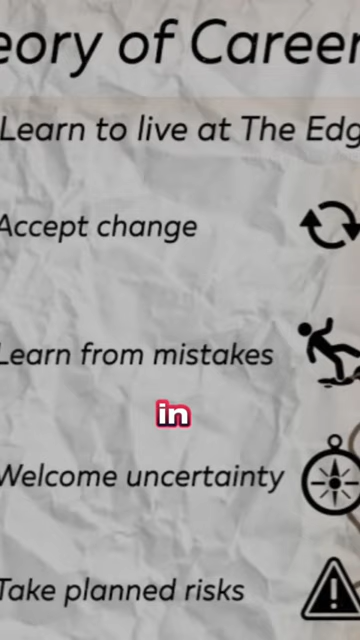 eory of Career
Learn to live at The Edg
Accept change
Learn from mistakes
in
Welcome uncertainty
Take planned risks